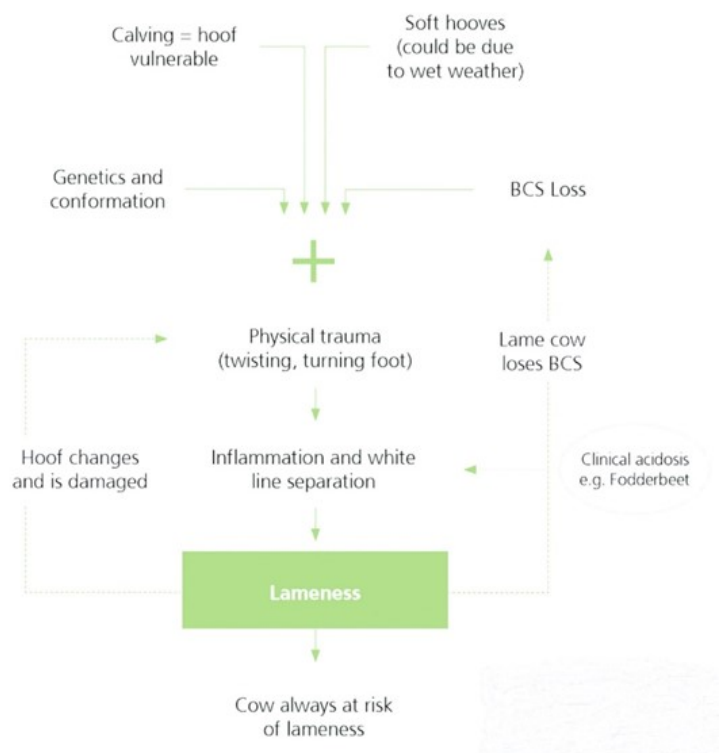 Calving = hoof
vulnerable
Soft hooves
(could be due
to wet weather)
Genetics and
conformation
BCS Loss
+
Physical trauma
(twisting, turning foot)
Lame cow
loses BCS
Hoof changes
and is damaged
Inflammation and white
line separation
Clinical acidosis
e.g. Fodderbeet
Lameness
Cow always at risk
of lameness